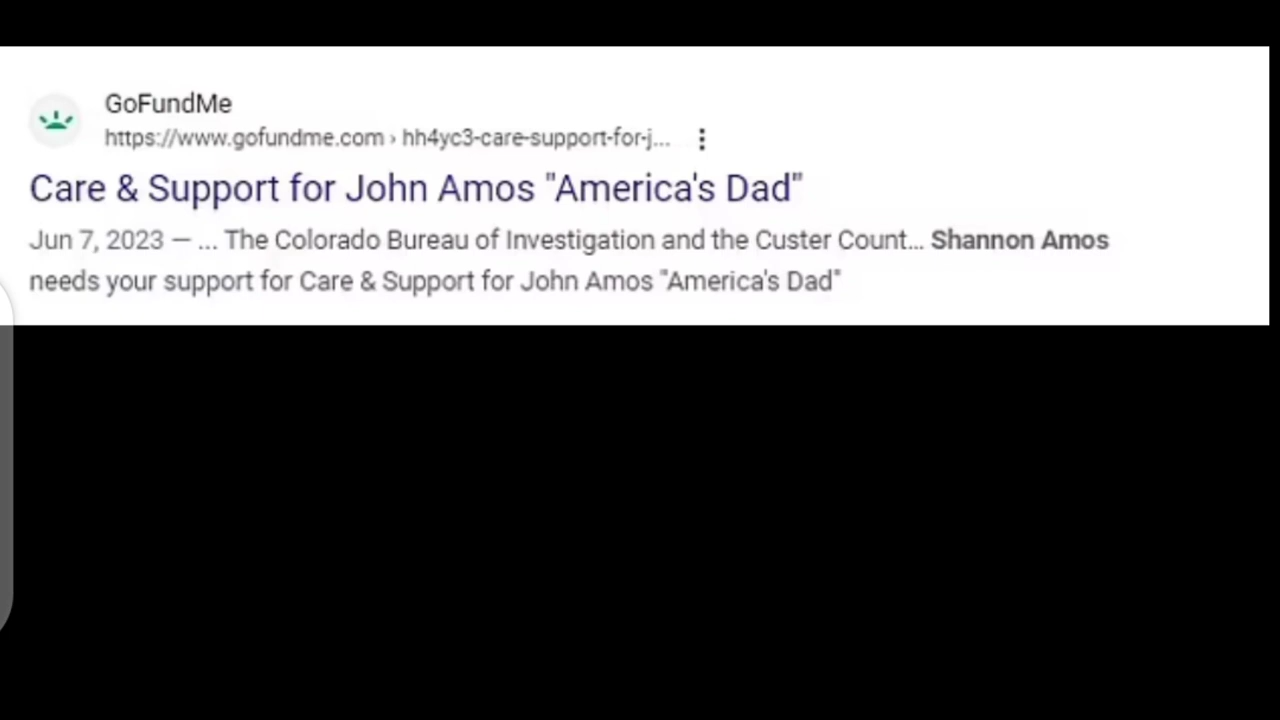 GoFundMe
https://www.gofundme.com › hh4yc3-care-support-for-j...
Care & Support for John Amos "America's Dad"
Jun 7, 2023 — ... The Colorado Bureau of Investigation and the Custer Count... Shannon Amos
needs your support for Care & Support for John Amos "America's Dad"